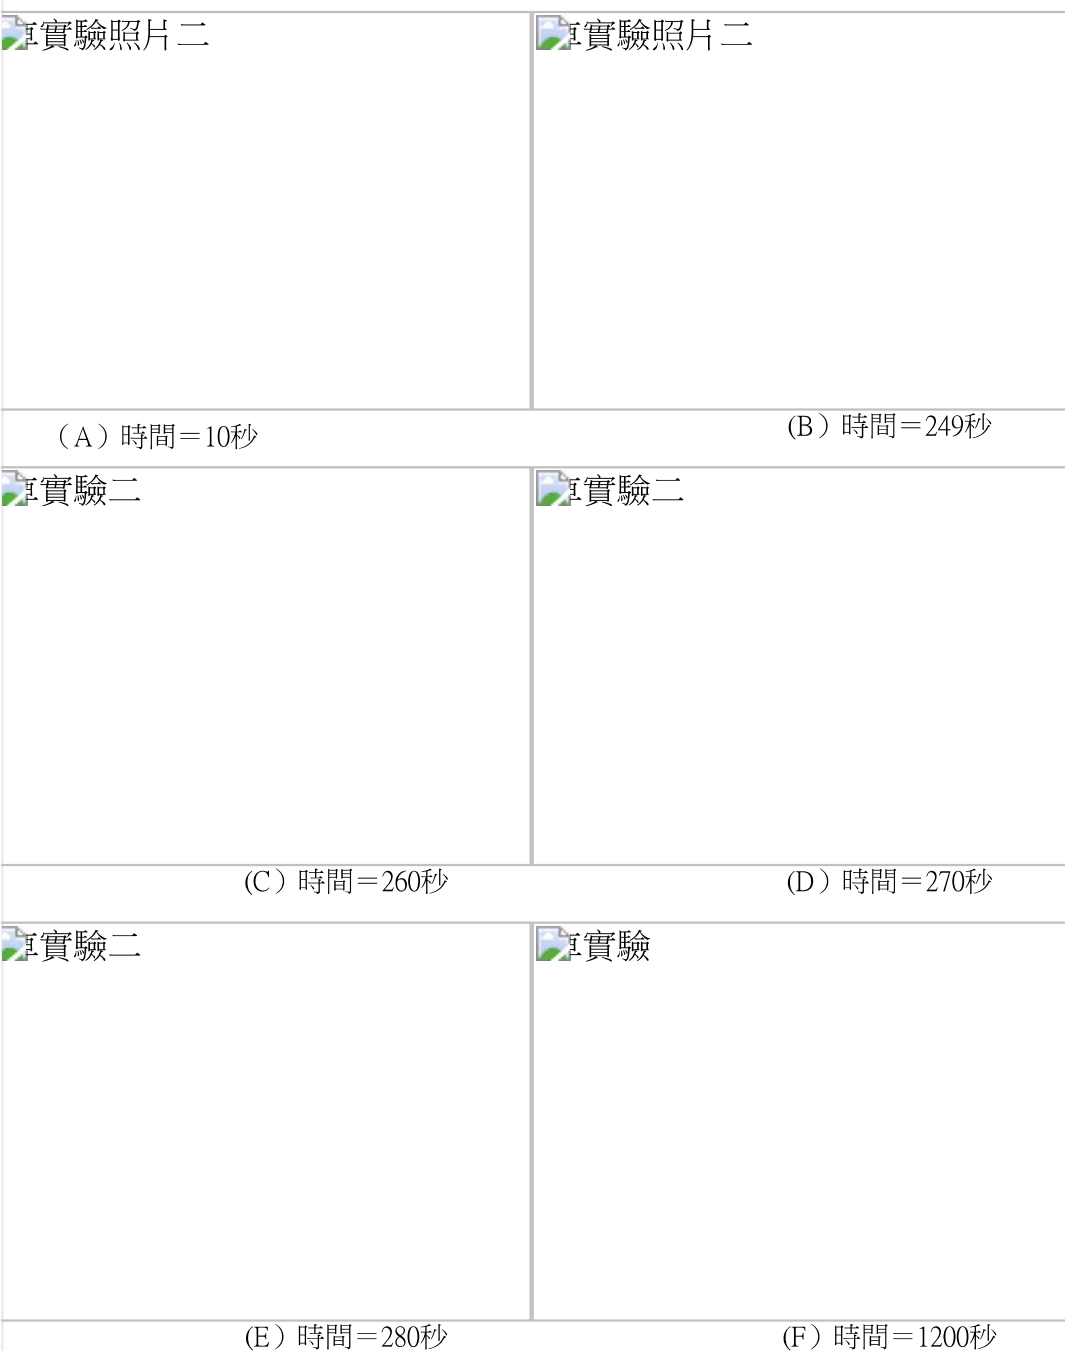 實驗照片二
實驗照片二
（A）時間＝10秒
(B）時間＝249秒
實驗二
實驗二
(C）時間＝260秒
(D）時間＝270秒
實驗二
實驗
(E）時間＝280秒
(F）時間＝1200秒